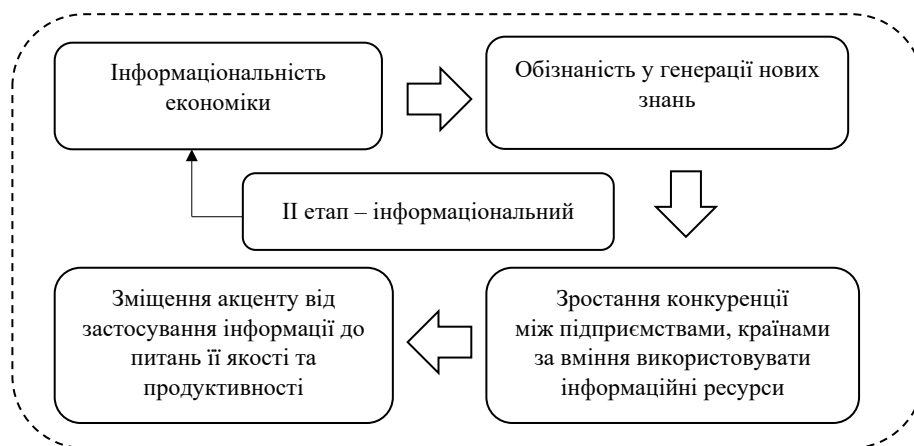 Інформаціональність
економіки
Обізнаність у генерації нових
знань
ІІ етап – інформаціональний
Зміщення акценту від
застосування інформації до
питань її якості та
продуктивності
Зростання конкуренції
між підприємствами, країнами
за вміння використовувати
інформаційні ресурси